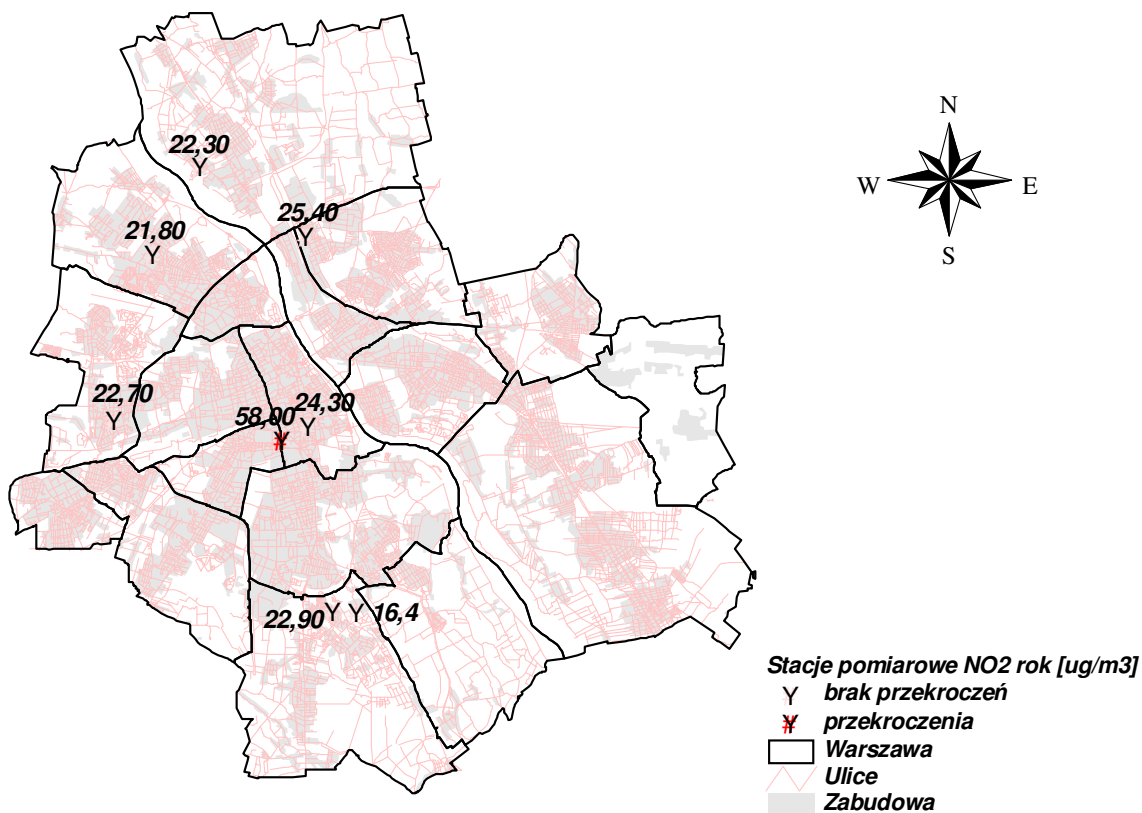 N
22,30
W
E
25,40
21,80
S
22,70
24,30
58,00
22,90
16,4
Stacje pomiarowe NO2 rok [ug/m3]
Y brak przekroczeń
přzekroczenia
Warszawa
Ulice
Zabudowa